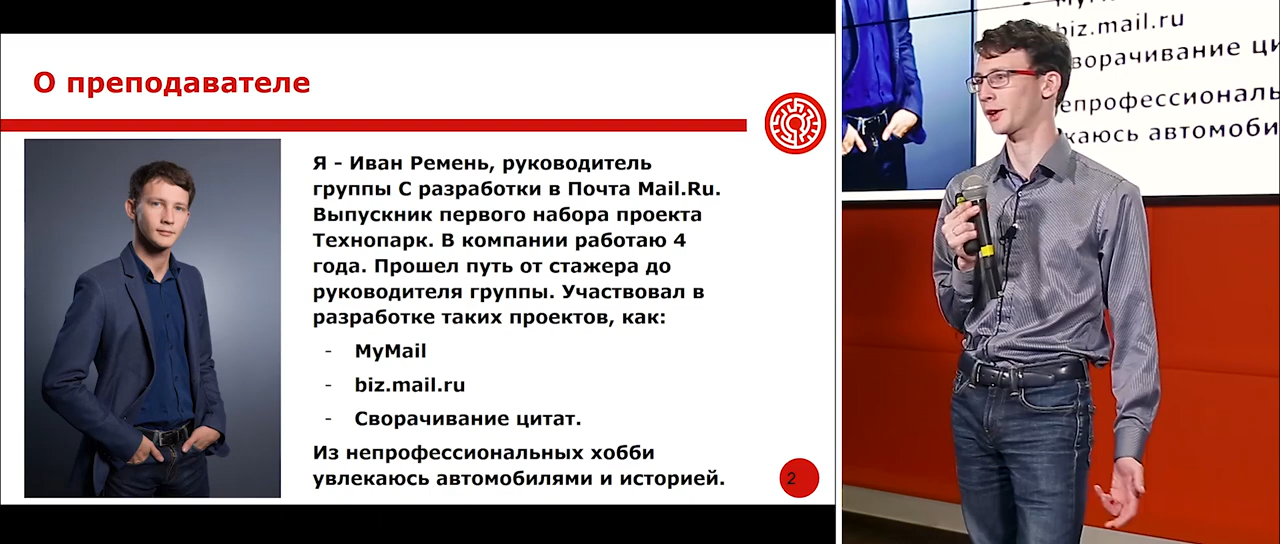 О преподавателе
Я - Иван Ремень, руководитель
группы С разработки в Почта Mail.Ru.
Выпускник первого набора проекта
Технопарк. В компании работаю 4
года. Прошел путь от стажера до
руководителя группы. Участвовал в
разработке таких проектов, как:
- MyMail
- biz.mail.ru
- Сворачивание цитат.
Из непрофессиональных хобби
увлекаюсь автомобилями и историей.
2
biz.mail.ru
ворачивание ци
епрофессиональ
каюсь автомоби